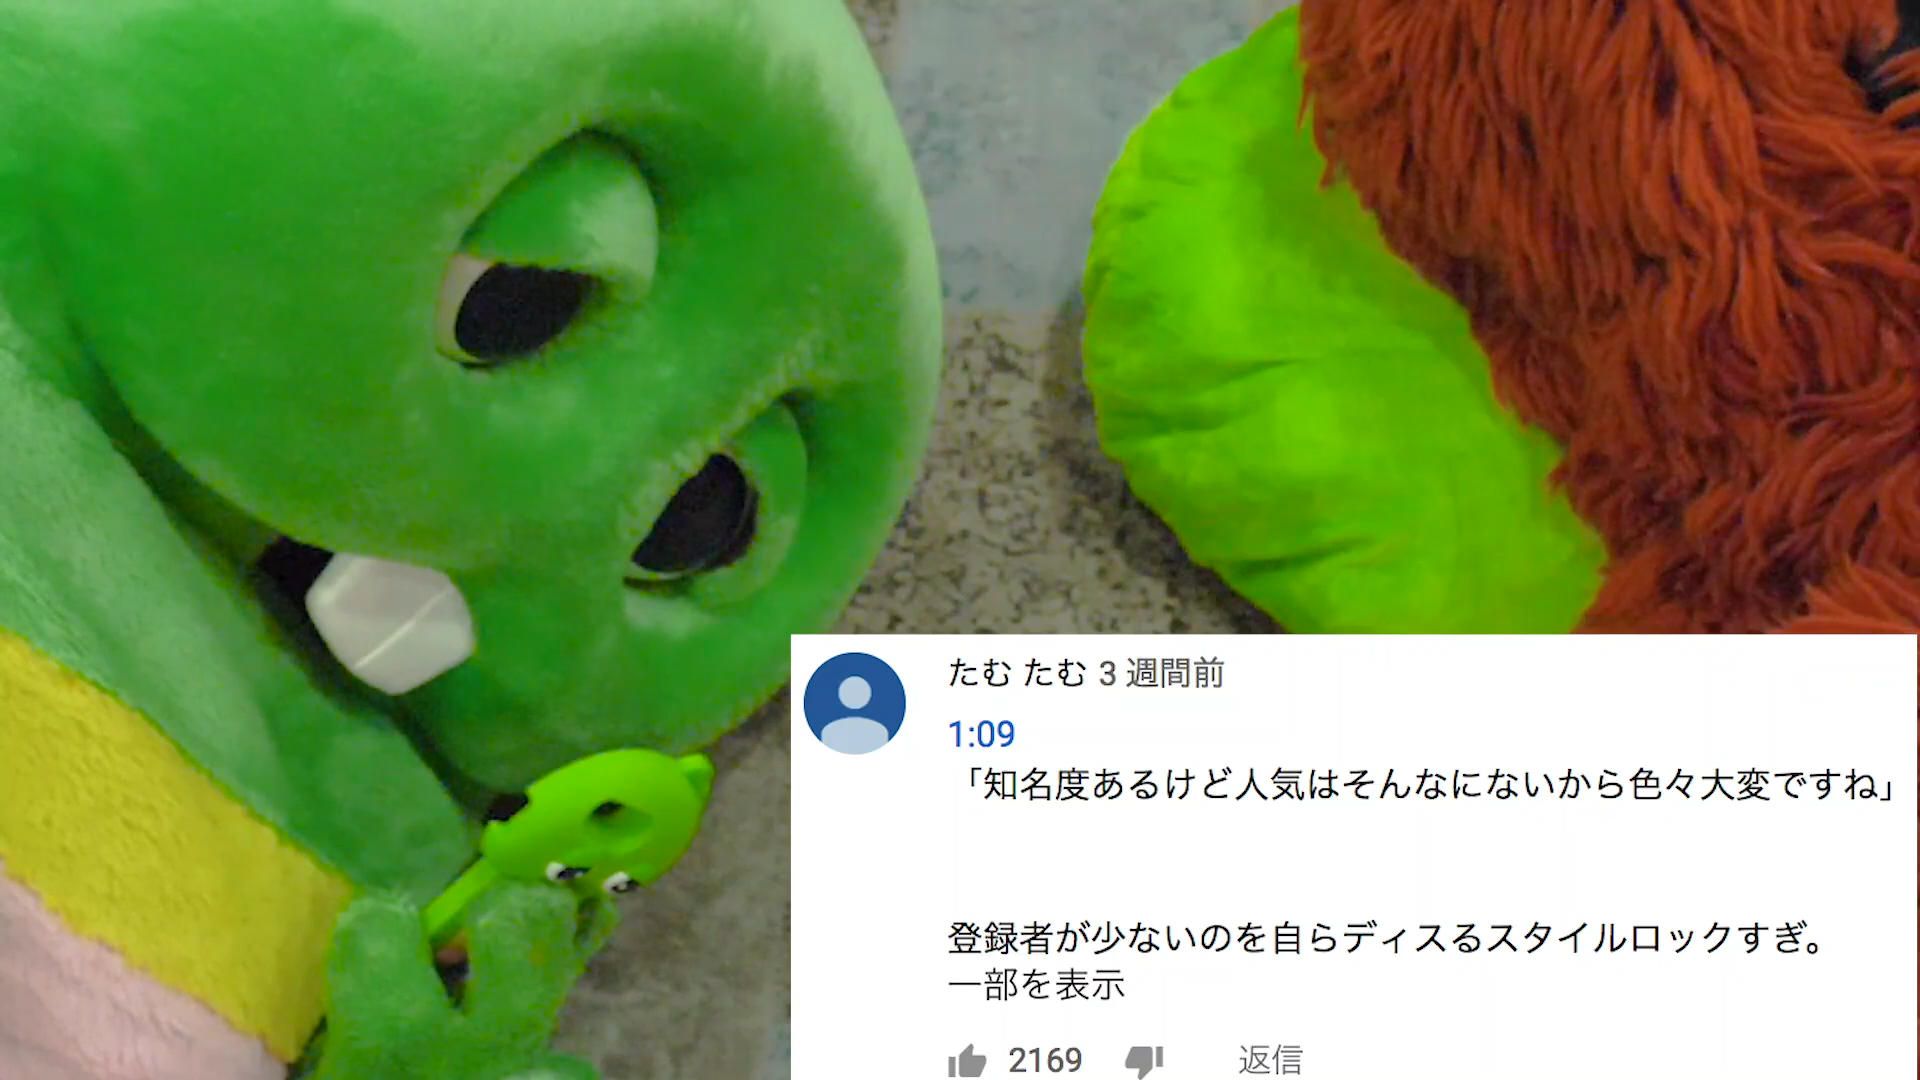 たむ たむ 3 週間前
1:09
「知名度あるけど人気はそんなにないから色々大変ですね」
登録者が少ないのを自らディスるスタイルロックすぎ。
一部を表示
2169
返信